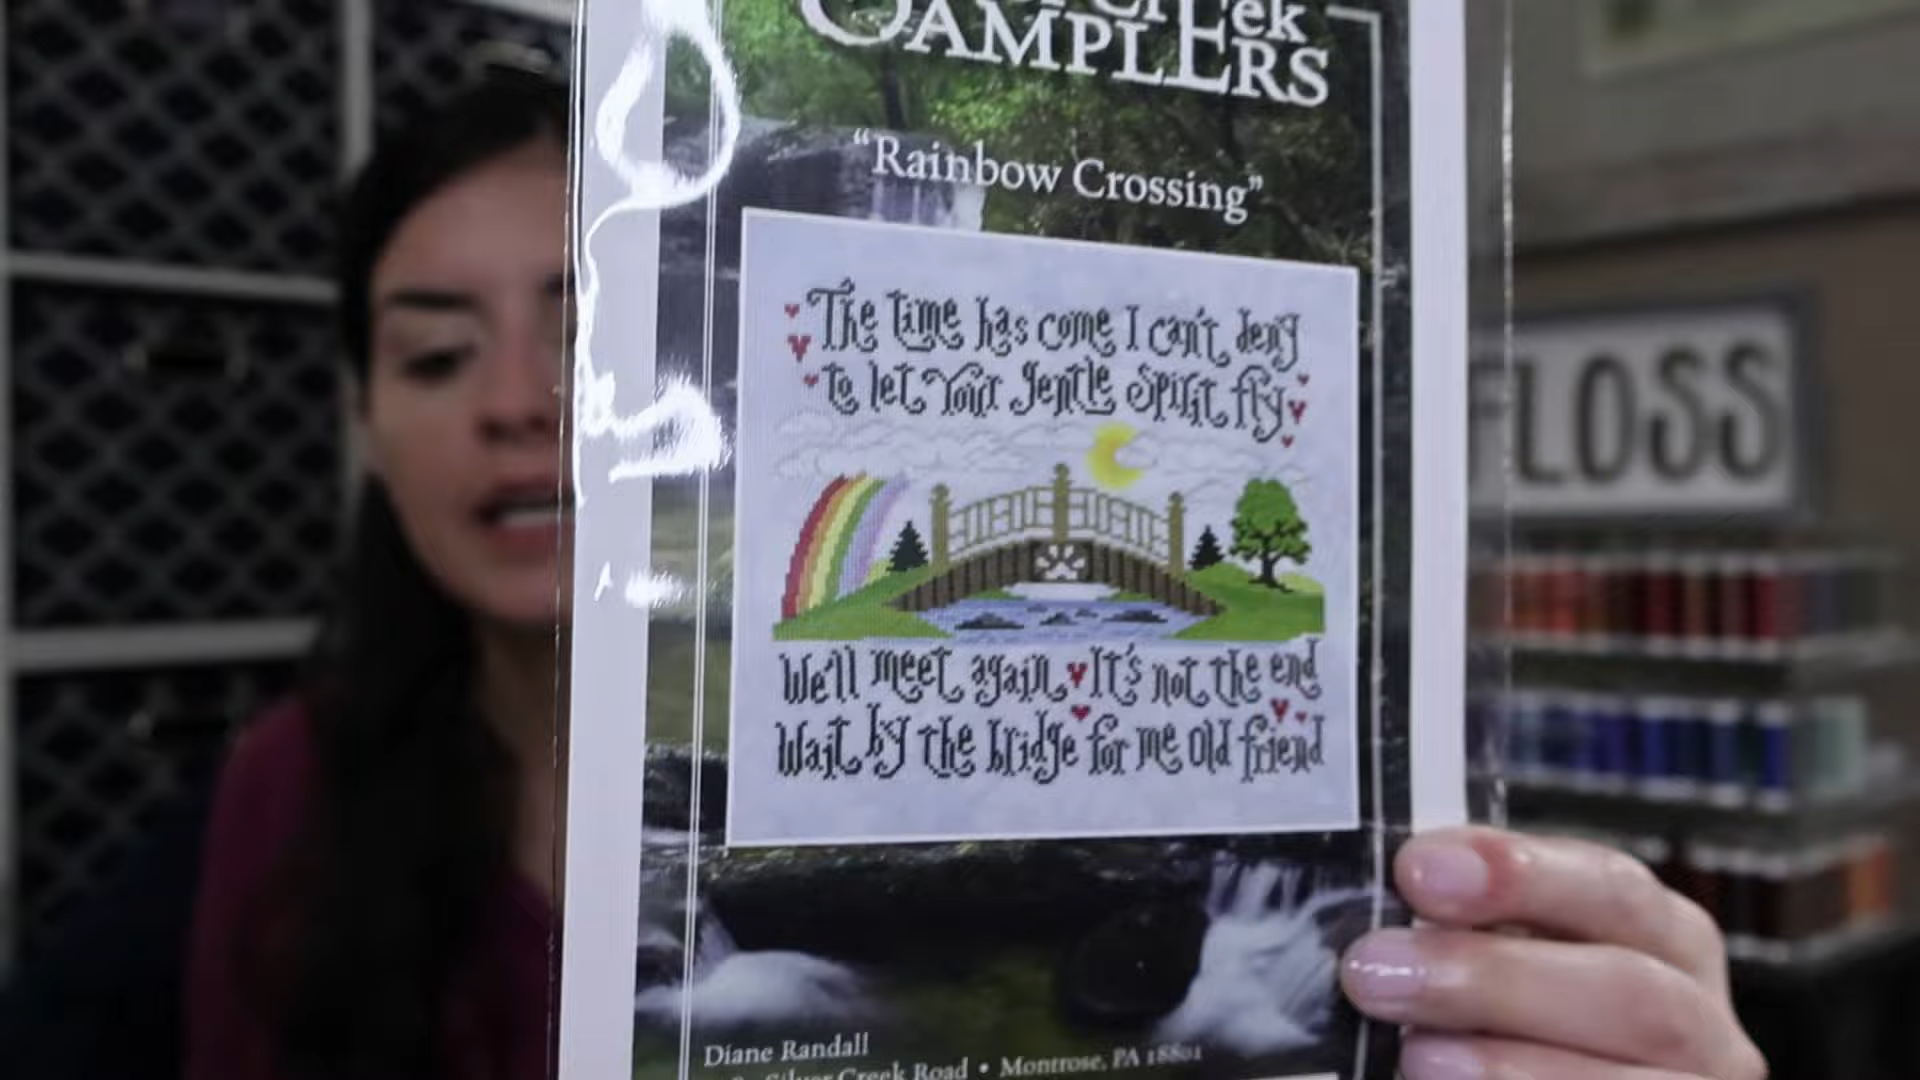 SAMPLERS
“Rainbow Crossing”
The time has come I can't deny
to let Your gentle Spirit fly
We'll meet again It's not the end
Wait by the bridge for me old friend
Diane Randall
Silver Creek Road • Montrose, PA 18801
FLOSS